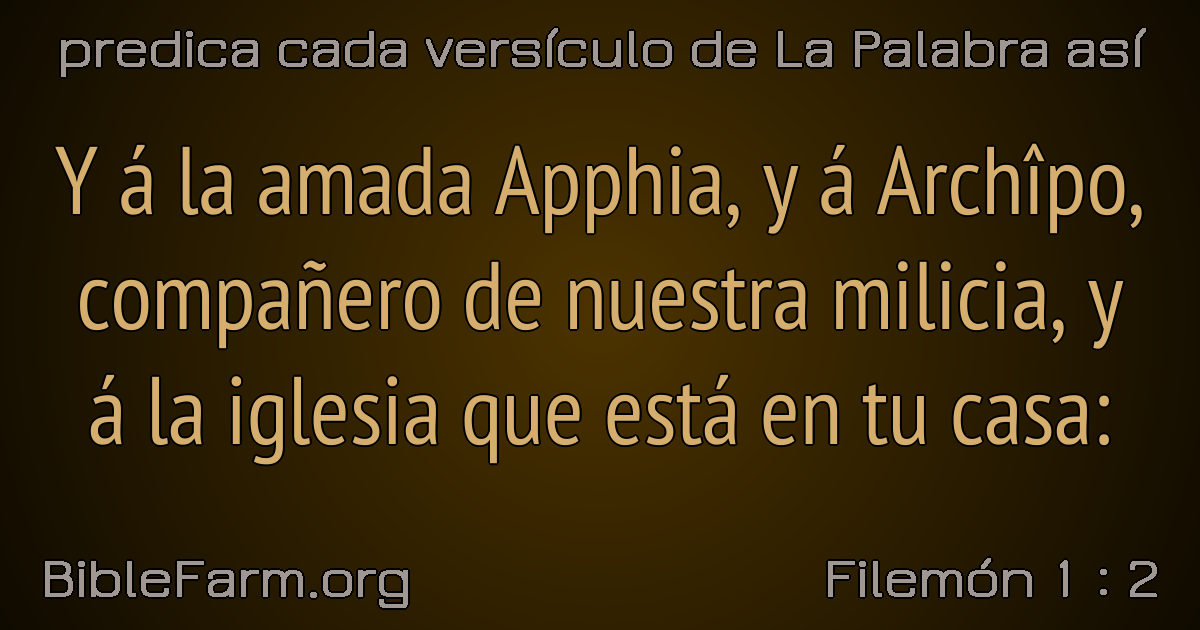 predica cada versículo de La Palabra así
Y á la amada Apphia, y á Archîpo,
compañero de nuestra milicia, y
á la iglesia que está en tu casa:
BibleFarm.org
Filemón 1 : 2